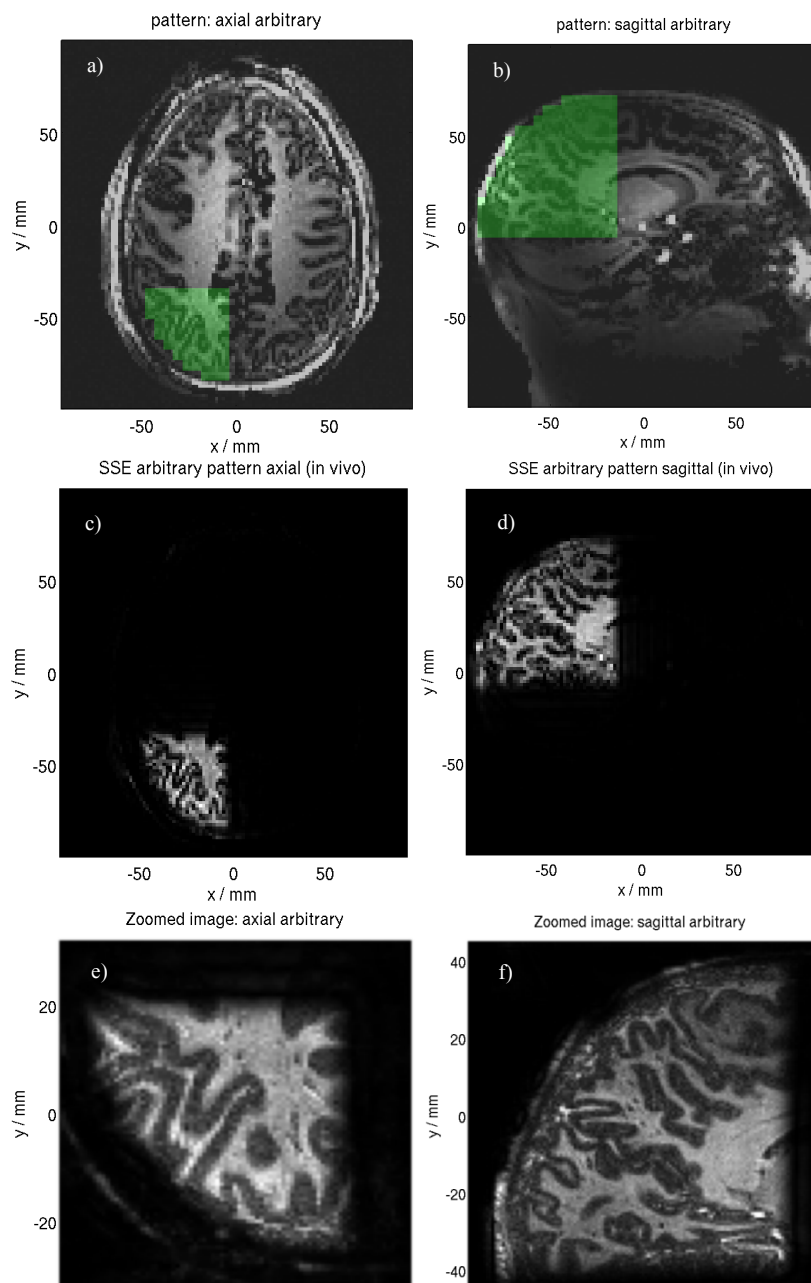 pattern: axial arbitrary
a)
50
0
-50
y / mm
-50 0 50
x / mm
pattern: sagittal arbitrary
b)
50
0
-50
y / mm
-50 0 50
x / mm
SSE arbitrary pattern axial (in vivo)
c)
50
0
-50
y / mm
-50 0 50
x / mm
SSE arbitrary pattern sagittal (in vivo)
d)
50
0
-50
y / mm
-50 0 50
x / mm
Zoomed image: axial arbitrary
e)
20
0
-20
y / mm
Zoomed image: sagittal arbitrary
f)
40
20
0
-20
-40
y / mm